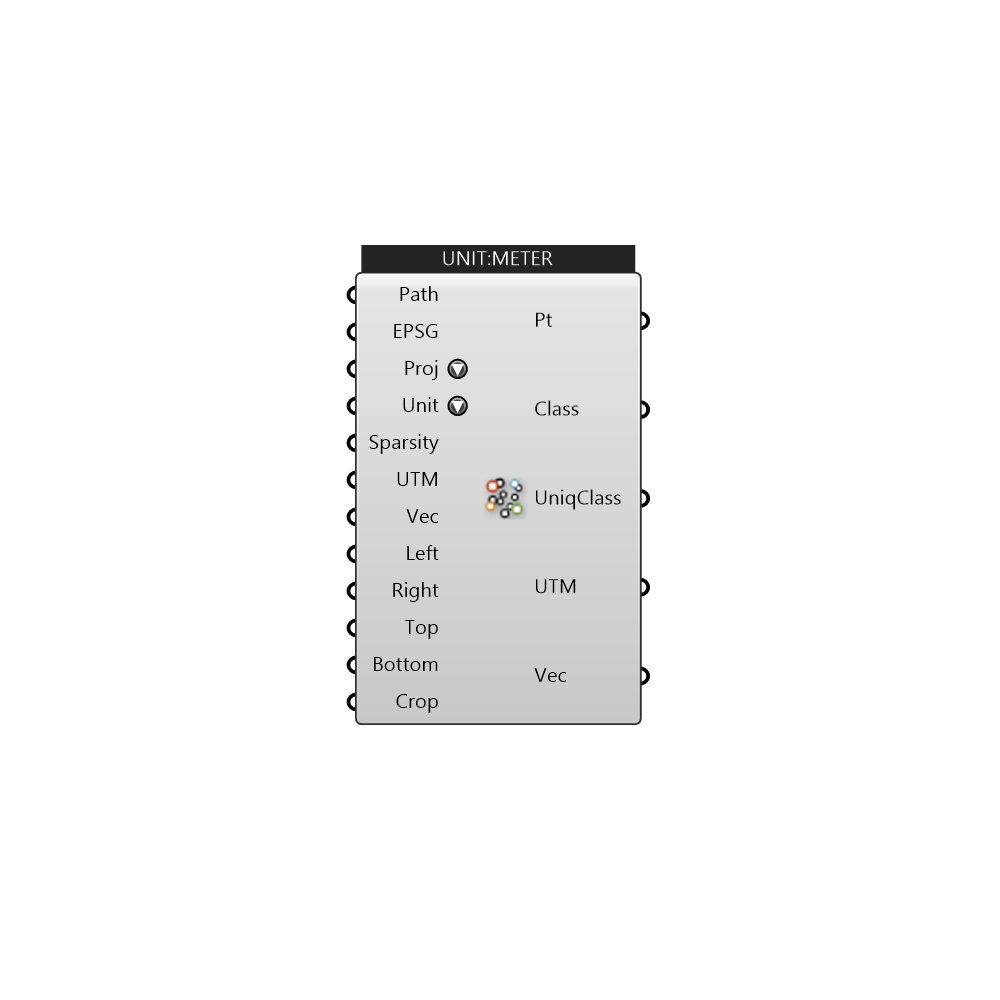 UNIT:METER
Path
EPSG
Proj
Unit
Sparsity
UTM
Vec
Left
Right
Top
Bottom
Crop
Pt
Class
UniqClass
UTM
Vec